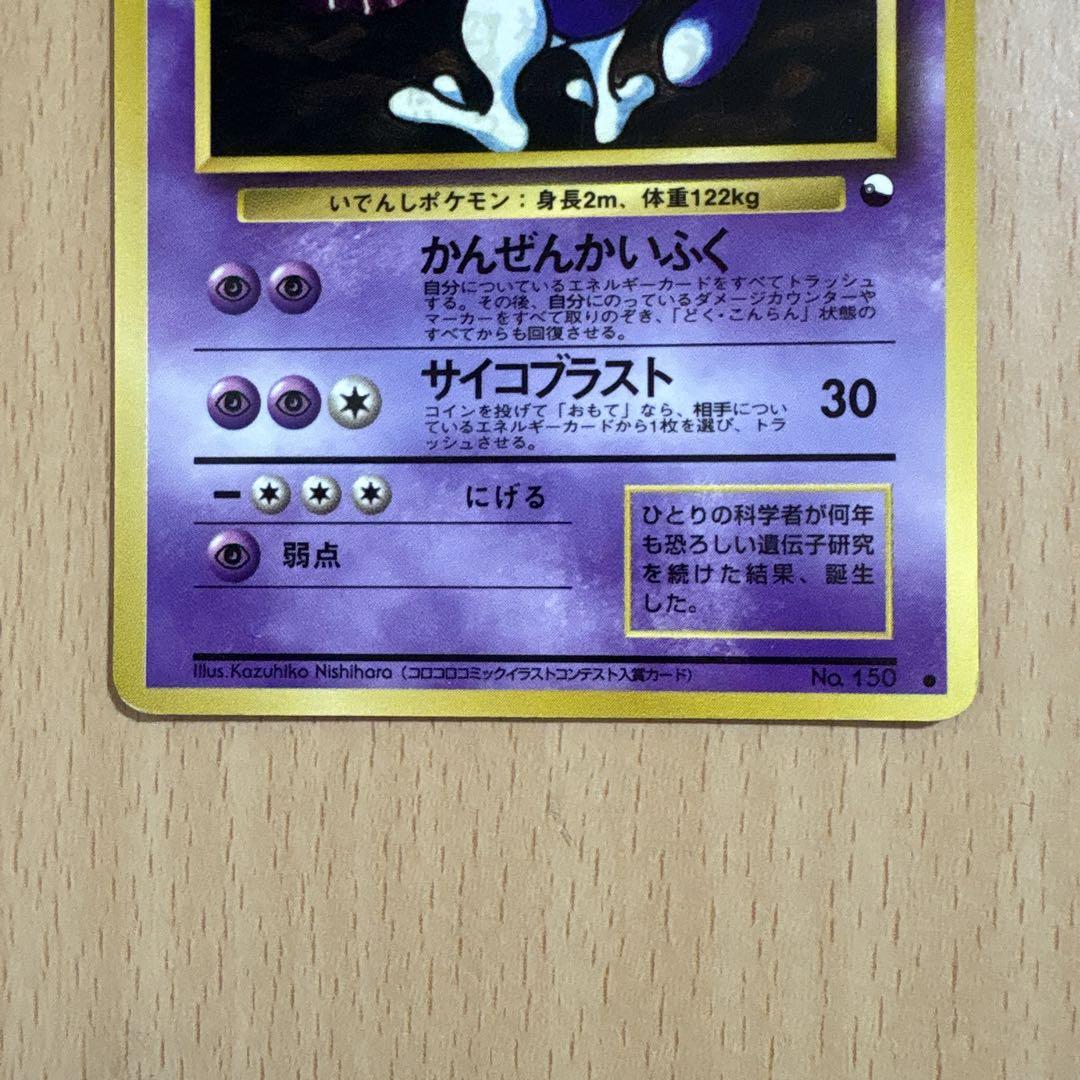 いでんしポケモン：身長2m、体重122kg
かんぜんかいふく
自分についているエネルギーカードをすべてトラッシュ
する。その後、自分にのっているダメージカウンターや
マーカーをすべて取りのぞき、「どく・こんらん」状態の
すべてからも回復させる。
サイコブラスト
30
コインを投げて「おもて」なら、相手につい
ているエネルギーカードから1枚を選び、トラ
ッシュさせる。
にげる
弱点
ひとりの科学者が何年
も恐ろしい遺伝子研究
を続けた結果、誕生
した。
Illus.Kazuhiko Nishihara（コロコロコミックイラストコンテスト入賞カード）
No. 150